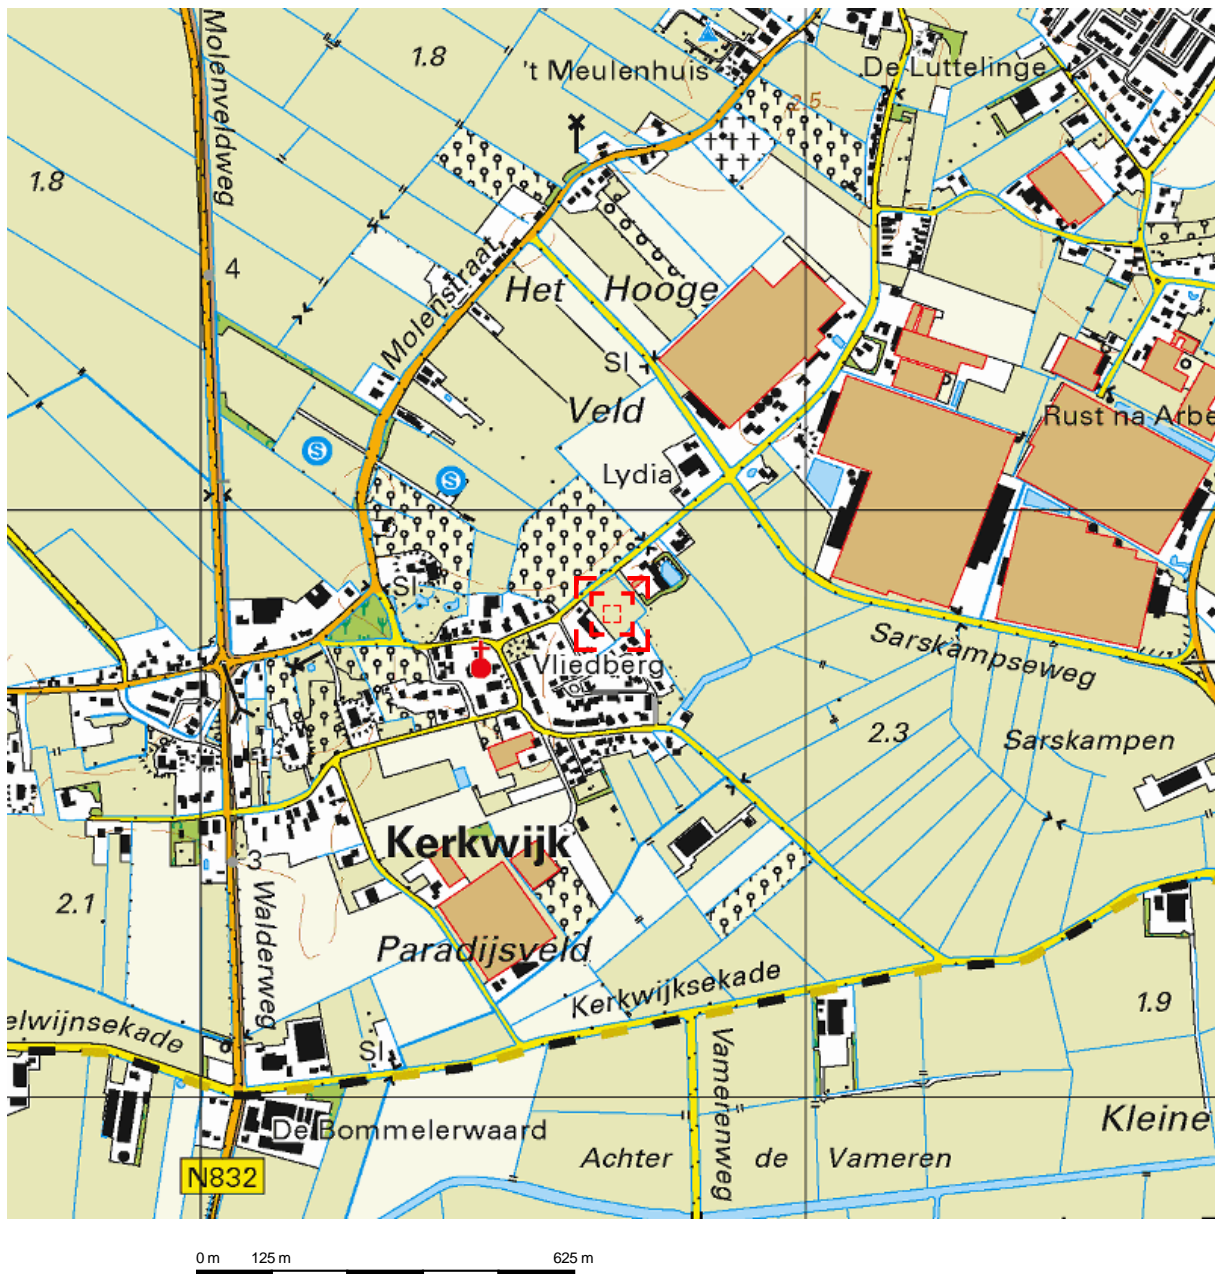 Molenveldweg
1.8
't Meulenhuis
De Luttelinge
2.5
1.8
4
Molenstraat
Het Hooge
Sl
Veld
Rust na Arbe
Lydia
S
S
Sl
Vliedberg
Sarskampseweg
2.3
Sarskampen
Kerkwijk
3
2.1
Walderweg
Paradijsveld
Kerkwijksekade
1.9
elwijnsekade
Sl
Vamerenweg
De Bommelerwaard
Kleine
Achter de Vameren
N832
0 m 125 m 625 m